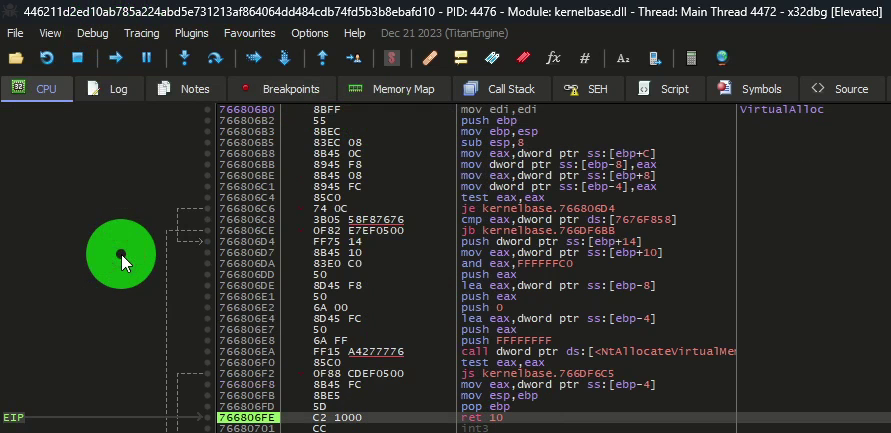 446211d2ed10ab785a224abd5e731213af864064dd484cdb74fd5b3b8ebafd10 - PID: 4476 - Module: kernelbase.dll - Thread: Main Thread 4472 - x32dbg [Elevated]
File View Debug Tracing Plugins Favourites Options Help Dec 21 2023 (TitanEngine)
CPU Log Notes Breakpoints Memory Map Call Stack SEH Script Symbols Source
766806B0 8BFF mov edi,edi VirtualAlloc
766806B2 55 push ebp
766806B3 8BEC mov ebp,esp
766806B5 83EC 08 sub esp,8
766806B8 8B45 0C mov eax,dword ptr ss:[ebp+C]
766806BB 8945 F8 mov dword ptr ss:[ebp-8],eax
766806BE 8B45 08 mov eax,dword ptr ss:[ebp+8]
766806C1 8945 FC mov dword ptr ss:[ebp-4],eax
766806C4 85C0 test eax,eax
766806C6 74 0C je kernelbase.766806D4
766806C8 3B05 58F87676 cmp eax,dword ptr ds:[7676F858]
766806CE 0F82 E7EF0500 jb kernelbase.766DF6BB
766806D4 FF75 14 push dword ptr ss:[ebp+14]
766806D7 8B45 10 mov eax,dword ptr ss:[ebp+10]
766806DA 83E0 C0 and eax,FFFFFFC0
766806DD 50 push eax
766806DE 8D45 F8 lea eax,dword ptr ss:[ebp-8]
766806E1 50 push eax
766806E2 6A 00 push 0
766806E4 8D45 FC lea eax,dword ptr ss:[ebp-4]
766806E7 50 push eax
766806E8 6A FF push FFFFFFFF
766806EA FF15 A4277776 call dword ptr ds:[<NtAllocateVirtualMe
766806F0 85C0 test eax,eax
766806F2 0F88 CDEF0500 js kernelbase.766DF6C5
766806F8 8B45 FC mov eax,dword ptr ss:[ebp-4]
766806FB 8BE5 mov esp,ebp
766806FD 5D pop ebp
EIP 766806FE C2 1000 ret 10
76680701 CC int3